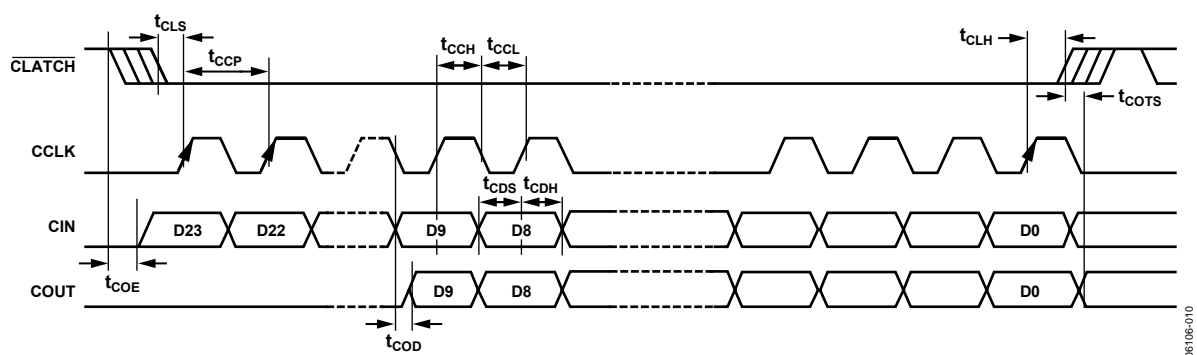 tCLS
tCCP
tCCH
tCCL
tCLH
CLATCH
tCOTS
CCLK
tCDS
tCDH
CIN
D23
D22
D9
D8
D0
tCOE
COUT
D9
D8
D0
tCOD
06106-010